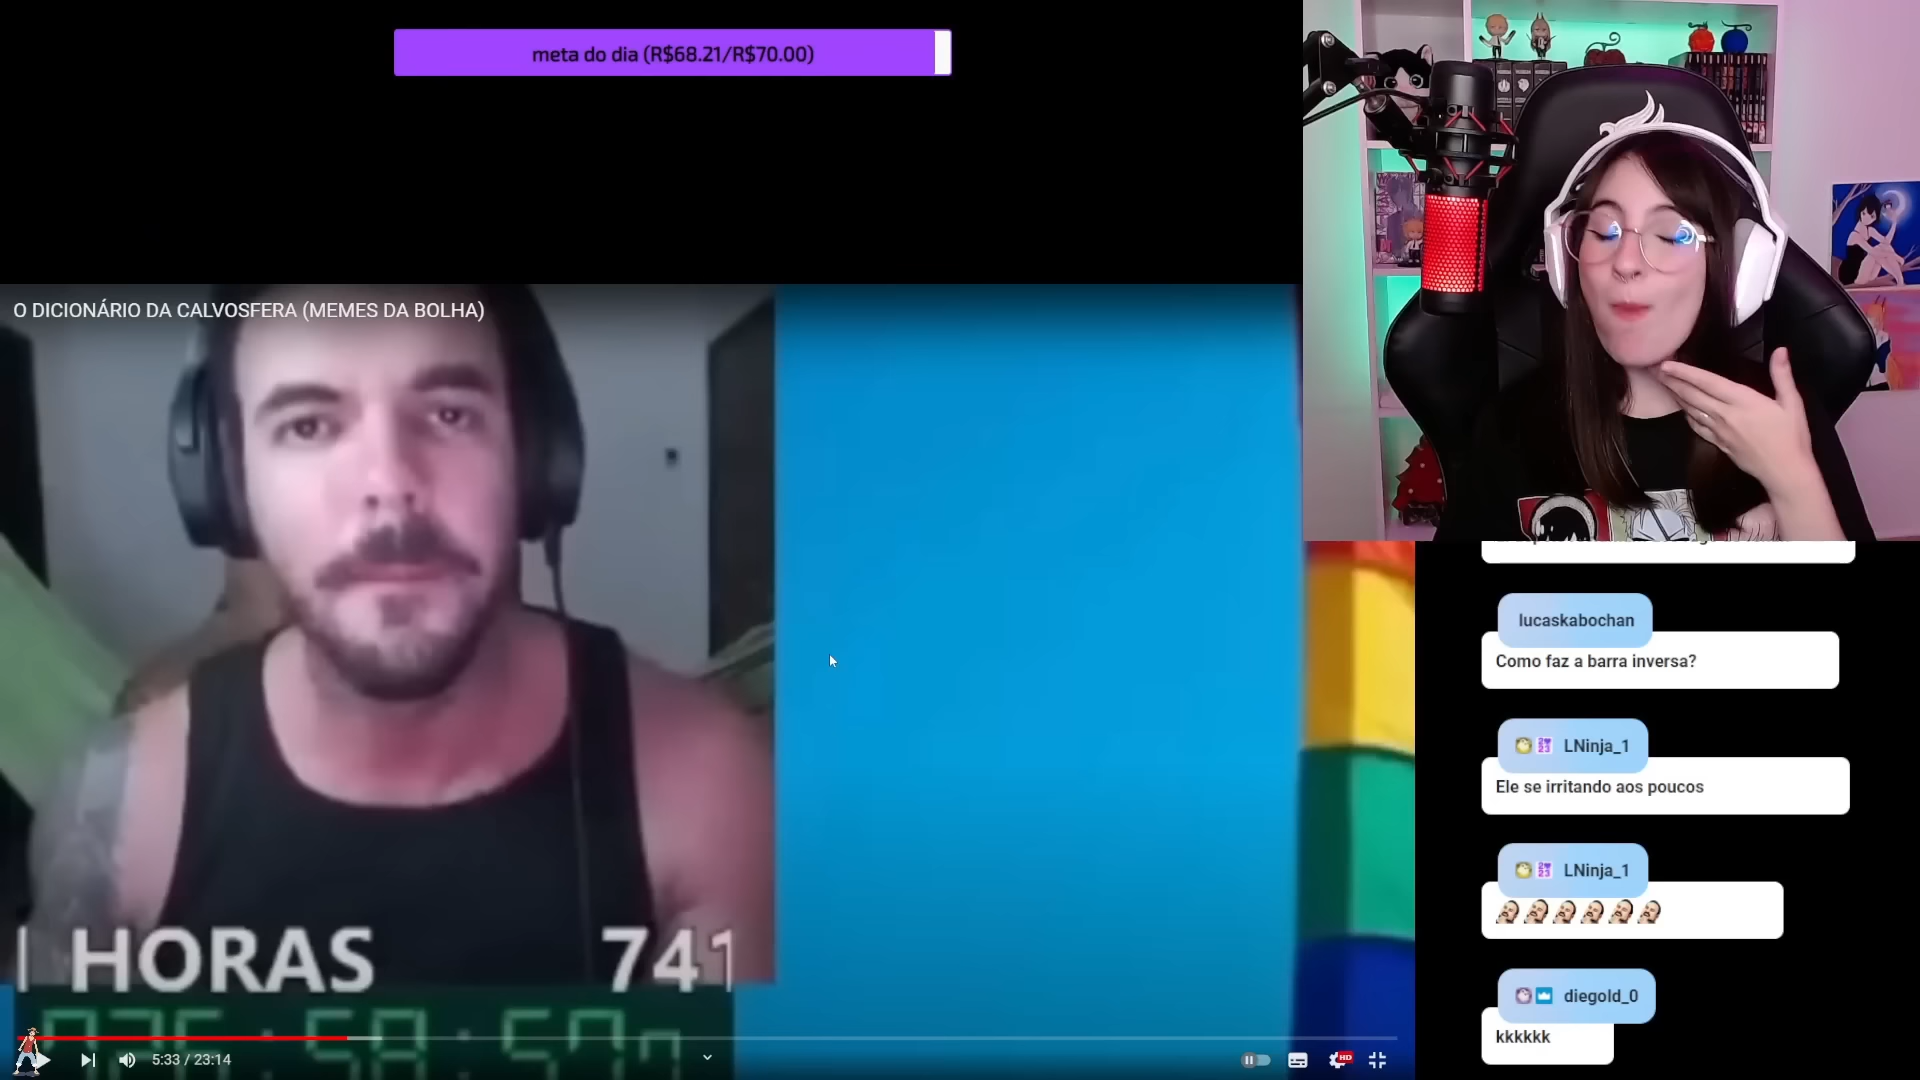 meta do dia (R$68.21/R$70.00)
O DICIONÁRIO DA CALVOSFERA (MEMES DA BOLHA)
HORAS 741
lucaskabochan
Como faz a barra inversa?
LNinja_1
Ele se irritando aos poucos
LNinja_1
diegold_0
kkkkkk
5:33 / 23:14
HD